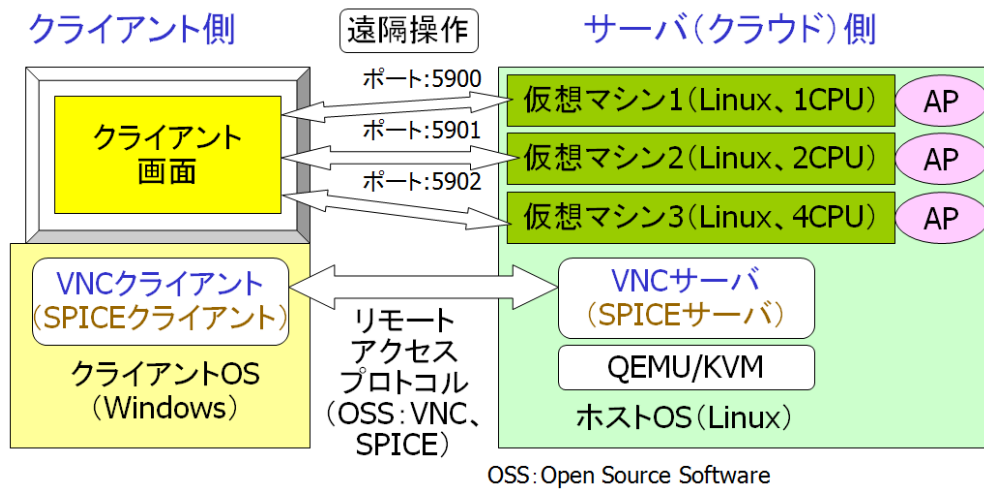 クライアント側
遠隔操作
サーバ(クラウド)側
ポート:5900
仮想マシン1(Linux、1CPU)
AP
クライアント
画面
ポート:5901
仮想マシン2(Linux、2CPU)
AP
ポート:5902
仮想マシン3(Linux、4CPU)
AP
VNCクライアント
(SPICEクライアント)
VNCサーバ
(SPICEサーバ)
リモート
アクセス
プロトコル
(OSS:VNC、
SPICE)
QEMU/KVM
クライアントOS
(Windows)
ホストOS(Linux)
OSS:Open Source Software